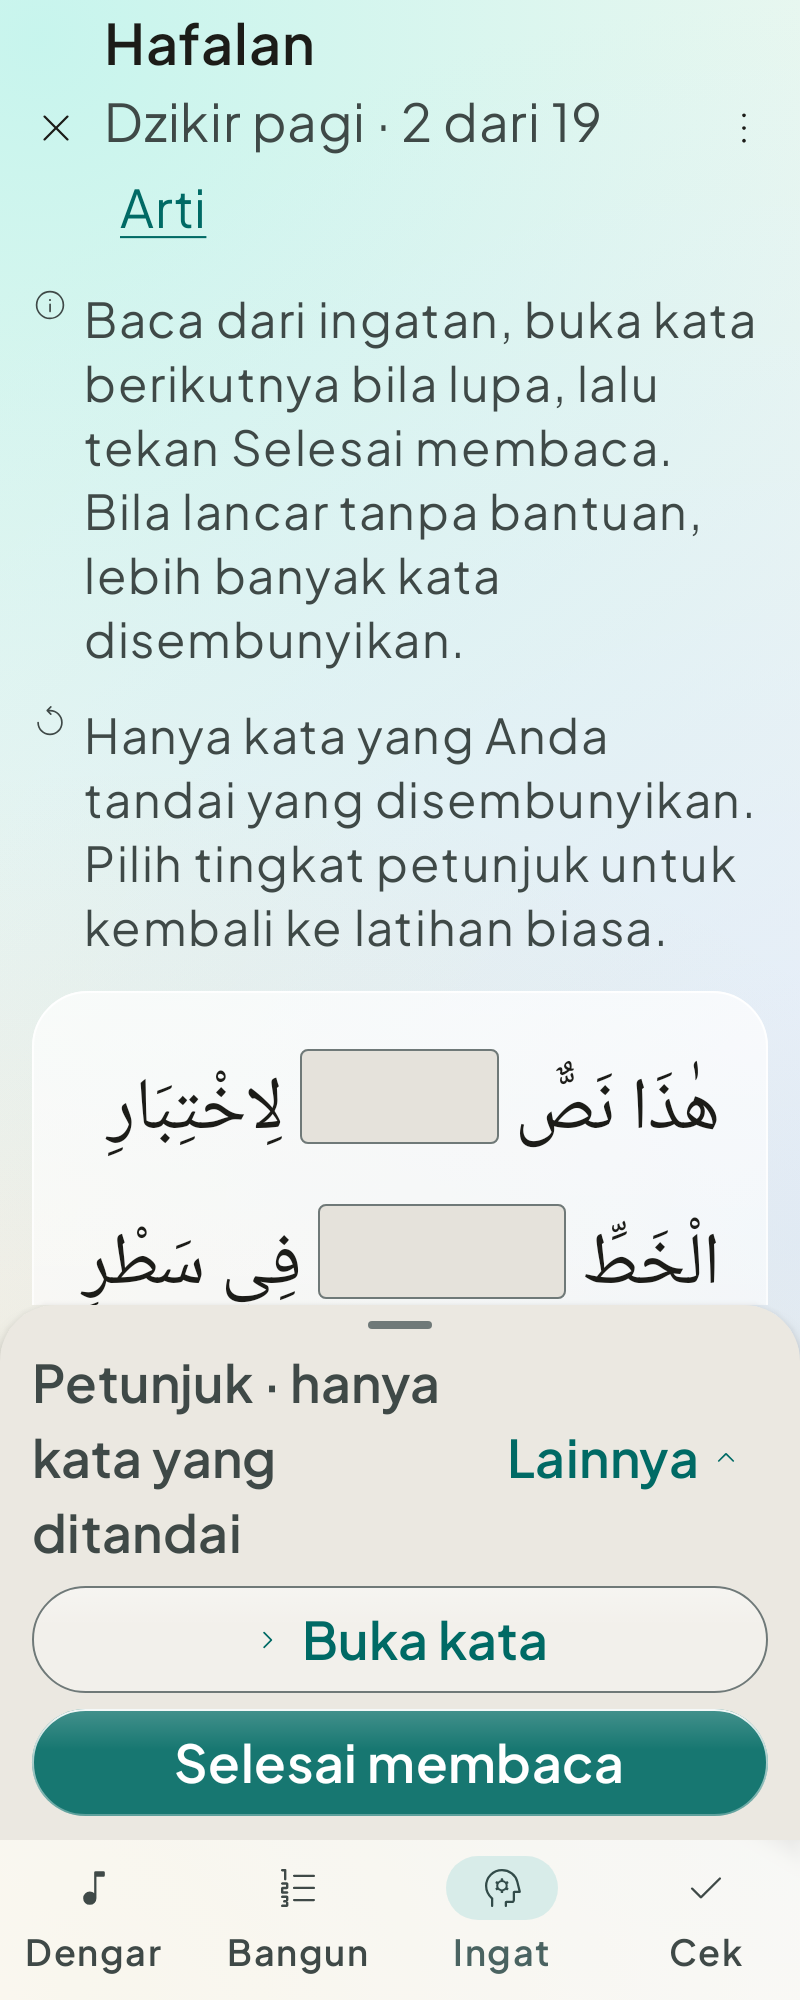 Hafalan
Dzikir pagi · 2 dari 19
Arti
Baca dari ingatan, buka kata
berikutnya bila lupa, lalu
tekan Selesai membaca.
Bila lancar tanpa bantuan,
lebih banyak kata
disembunyikan.
Hanya kata yang Anda
tandai yang disembunyikan.
Pilih tingkat petunjuk untuk
kembali ke latihan biasa.
هٰذَا نَصٌّ لِاخْتِبَارِ
الْخَطِّ فِي سَطْرٍ
Petunjuk · hanya
kata yang
ditandai
Lainnya
Buka kata
Selesai membaca
Dengar
Bangun
Ingat
Cek